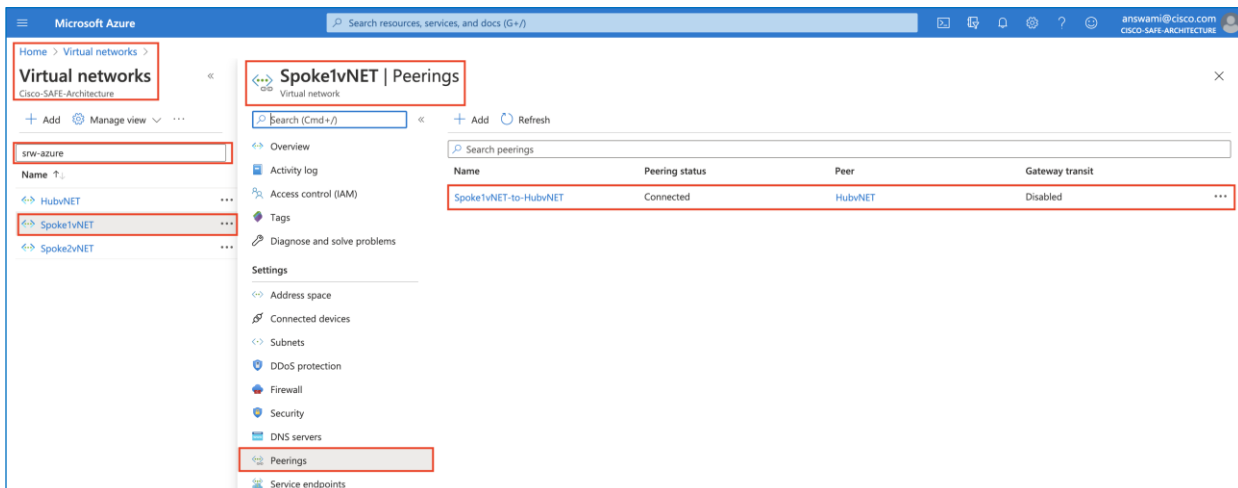 Microsoft Azure
Search resources, services, and docs (G+/)
answami@cisco.com
CISCO-SAFE-ARCHITECTURE
Home > Virtual networks >
Virtual networks
Cisco-SAFE-Architecture
«
+ Add Manage view ···
srw-azure
Name ↑↓
HubvNET ···
Spoke1vNET ···
Spoke2vNET ···
Spoke1vNET | Peerings
Virtual network
×
Search (Cmd+/) «
Overview
Activity log
Access control (IAM)
Tags
Diagnose and solve problems
Settings
Address space
Connected devices
Subnets
DDoS protection
Firewall
Security
DNS servers
Peerings
Service endpoints
+ Add Refresh
Search peerings
Name Peering status Peer Gateway transit
Spoke1vNET-to-HubvNET Connected HubvNET Disabled ···